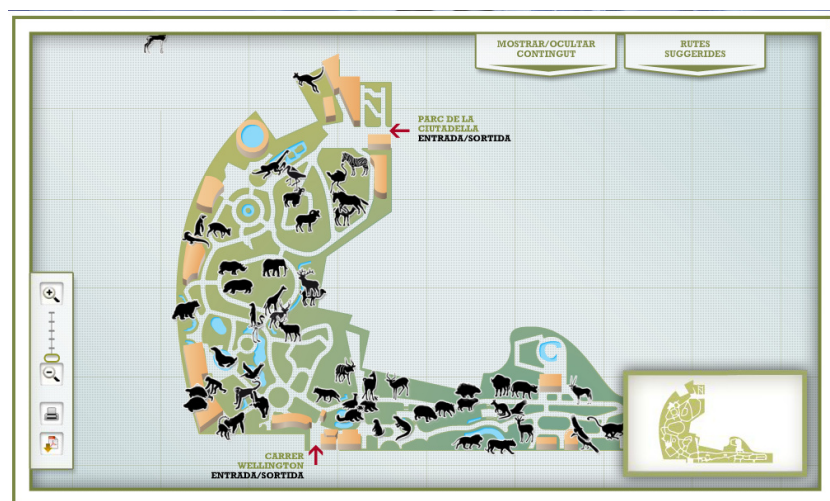 MOSTRAR/OCULTAR
CONTINGUT
RUTES
SUGGERIDES
PARC DE LA
CIUTADELLA
ENTRADA/SORTIDA
CARRER
WELLINGTON
ENTRADA/SORTIDA